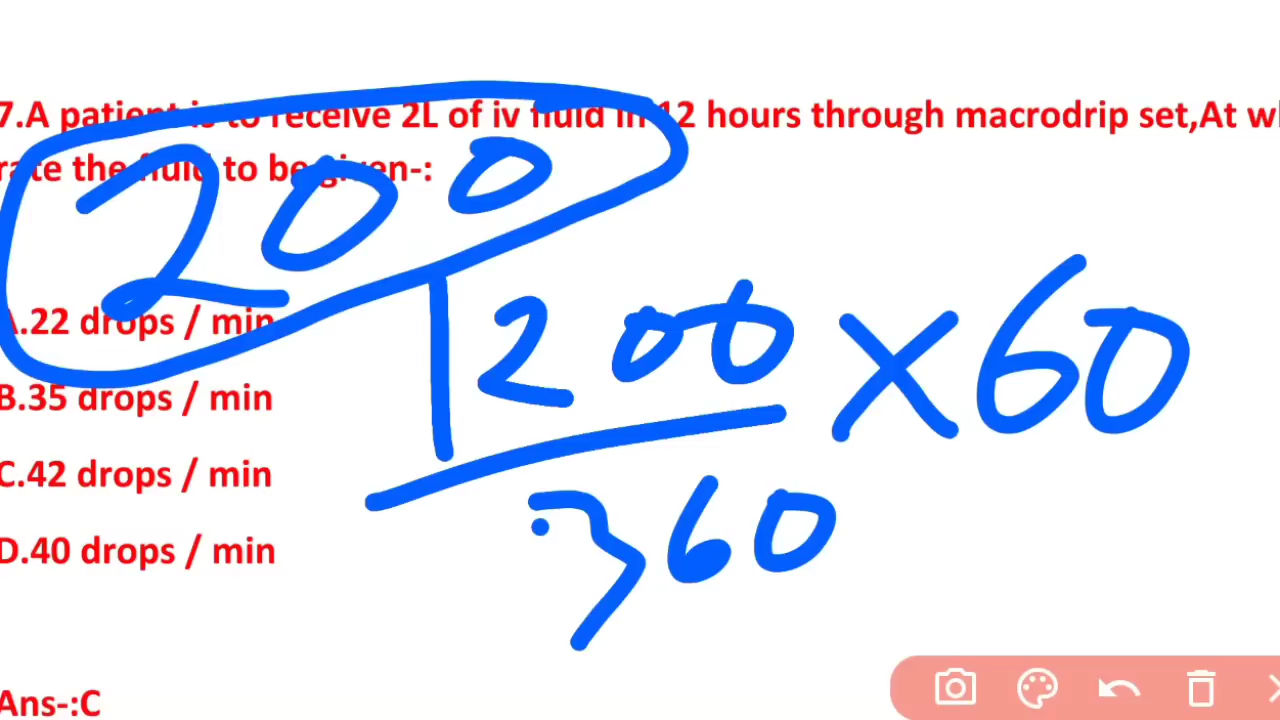 7.A patient is to receive 2L of iv fluid in 12 hours through macrodrip set,At
rate the fluid to be given-:
200
1200 × 60
360
A.22 drops / min
B.35 drops / min
C.42 drops / min
D.40 drops / min
Ans-:C